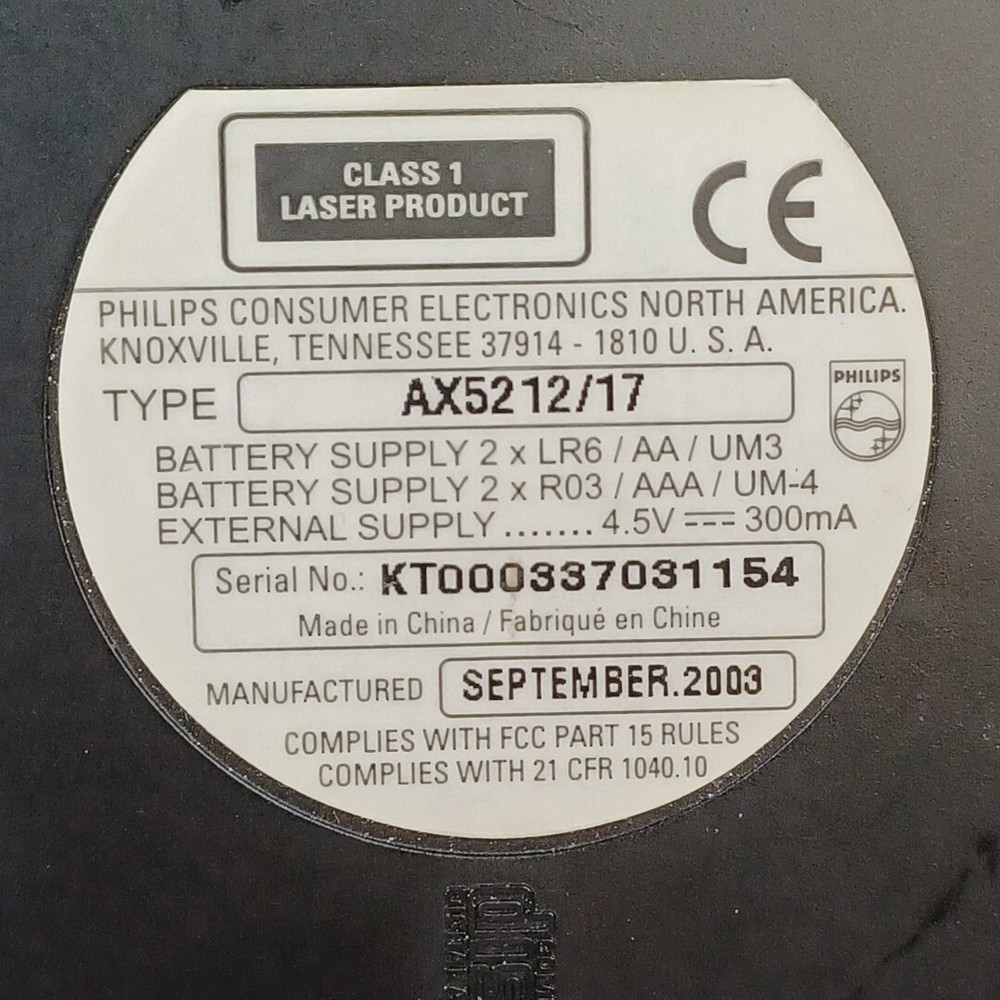 CLASS 1
LASER PRODUCT
CE
PHILIPS CONSUMER ELECTRONICS NORTH AMERICA.
KNOXVILLE, TENNESSEE 37914 - 1810 U. S. A.
TYPE AX5212/17
PHILIPS
BATTERY SUPPLY 2 x LR6 / AA / UM3
BATTERY SUPPLY 2 x R03 / AAA / UM-4
EXTERNAL SUPPLY ....... 4.5V ⎓ 300mA
Serial No.: KT000337031154
Made in China / Fabriqué en Chine
MANUFACTURED SEPTEMBER.2003
COMPLIES WITH FCC PART 15 RULES
COMPLIES WITH 21 CFR 1040.10